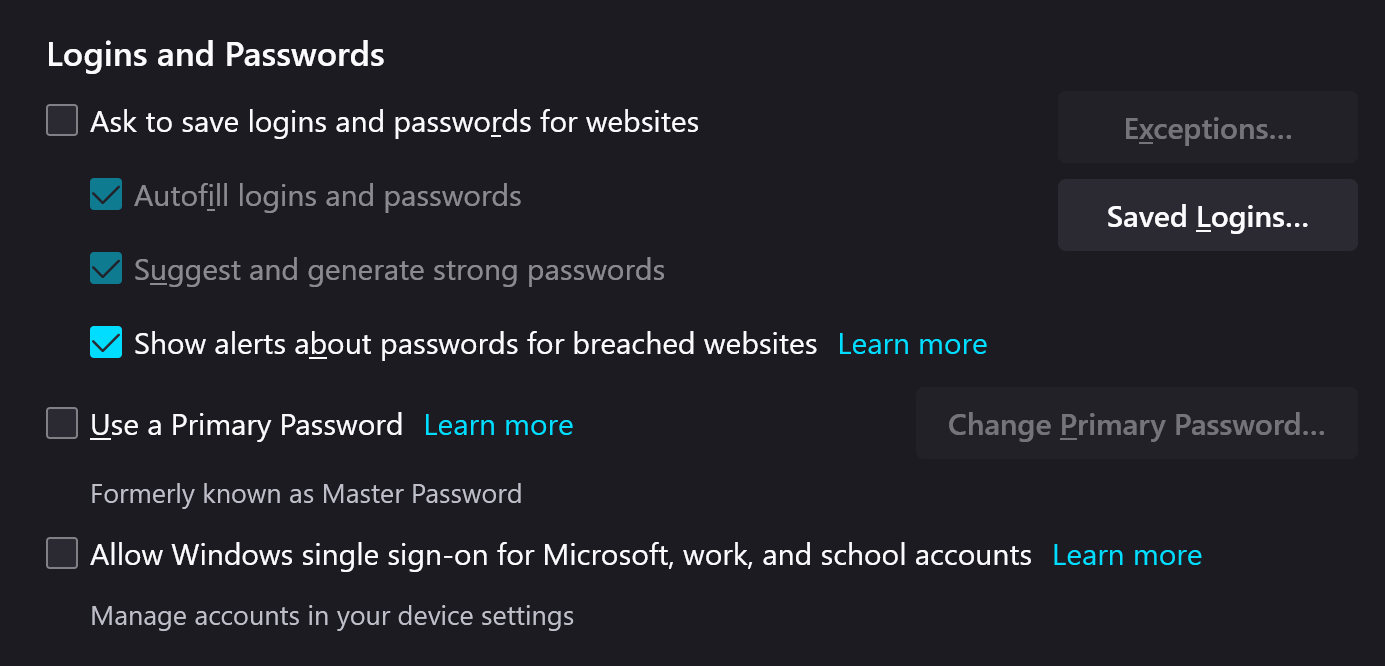 Logins and Passwords
Ask to save logins and passwords for websites
Exceptions...
Autofill logins and passwords
Saved Logins...
Suggest and generate strong passwords
Show alerts about passwords for breached websites Learn more
Use a Primary Password Learn more
Change Primary Password...
Formerly known as Master Password
Allow Windows single sign-on for Microsoft, work, and school accounts Learn more
Manage accounts in your device settings